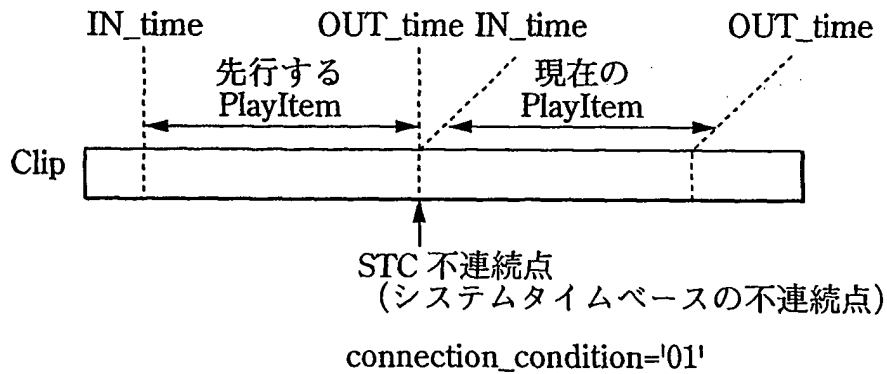 IN_time OUT_time IN_time OUT_time
先行する 現在の
PlayItem PlayItem
Clip
STC 不連続点
(システムタイムベースの不連続点)
connection_condition='01'